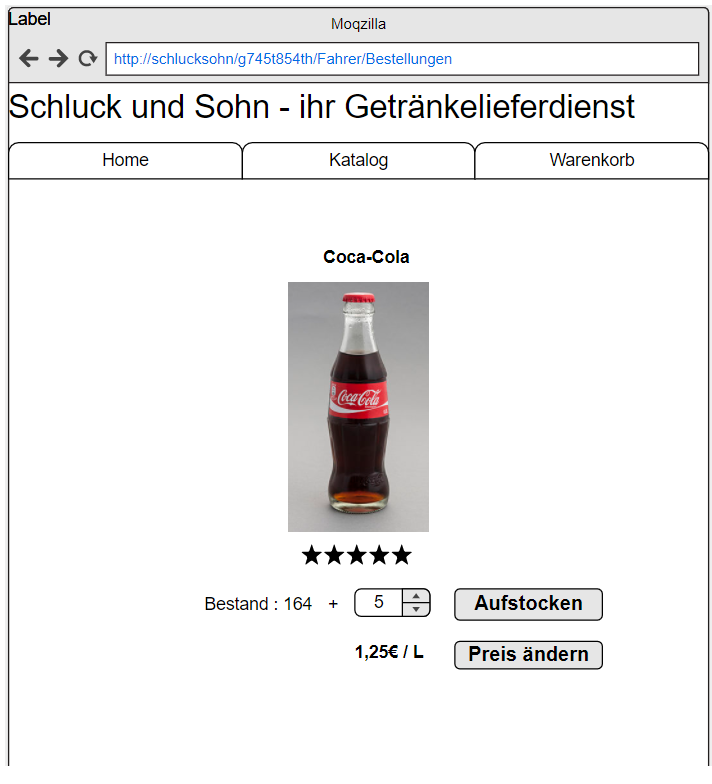 Label
Moqzilla
http://schlucksohn/g745t854th/Fahrer/Bestellungen
Schluck und Sohn - ihr Getränkelieferdienst
Home Katalog Warenkorb
Coca-Cola
Coca-Cola
Bestand : 164 + 5 Aufstocken
1,25€ / L Preis ändern